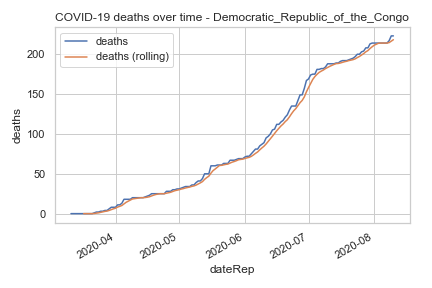 COVID-19 deaths over time - Democratic_Republic_of_the_Congo
deaths
deaths (rolling)
200
150
100
50
0
deaths
2020-04
2020-05
2020-06
2020-07
2020-08
dateRep